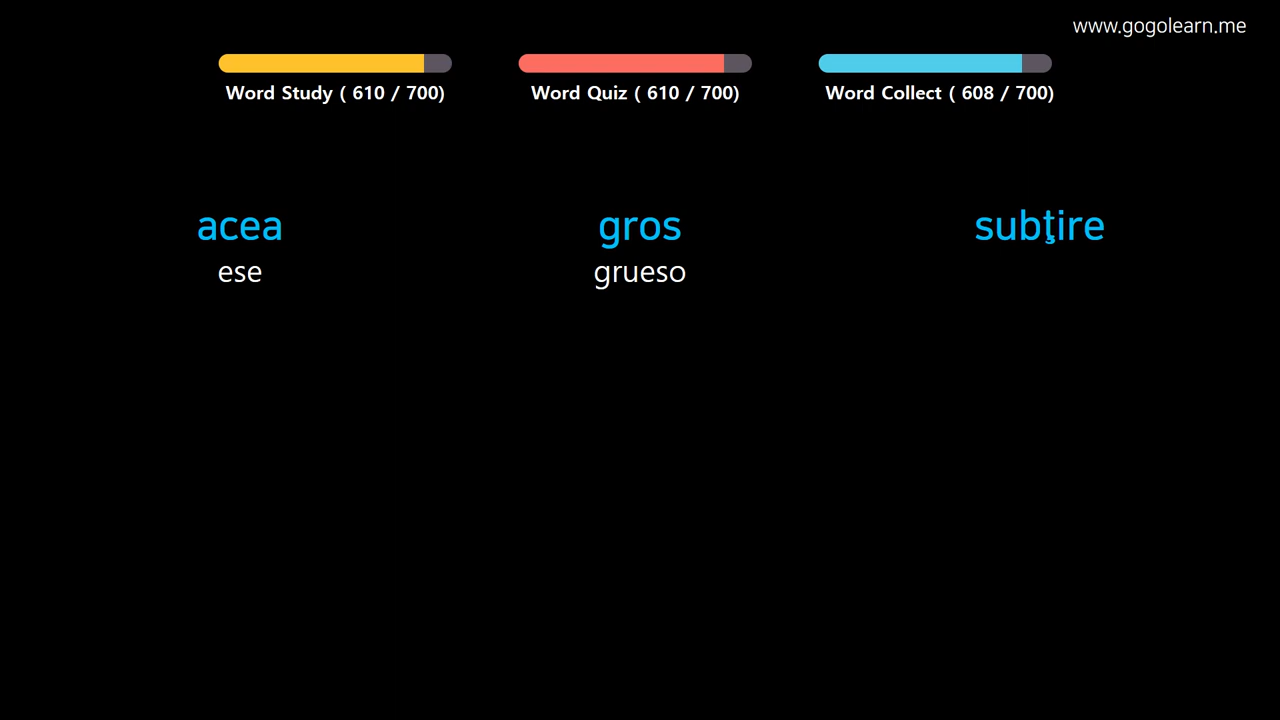 www.gogolearn.me
Word Study ( 610 / 700)
Word Quiz ( 610 / 700)
Word Collect ( 608 / 700)
acea
ese
gros
grueso
subţire